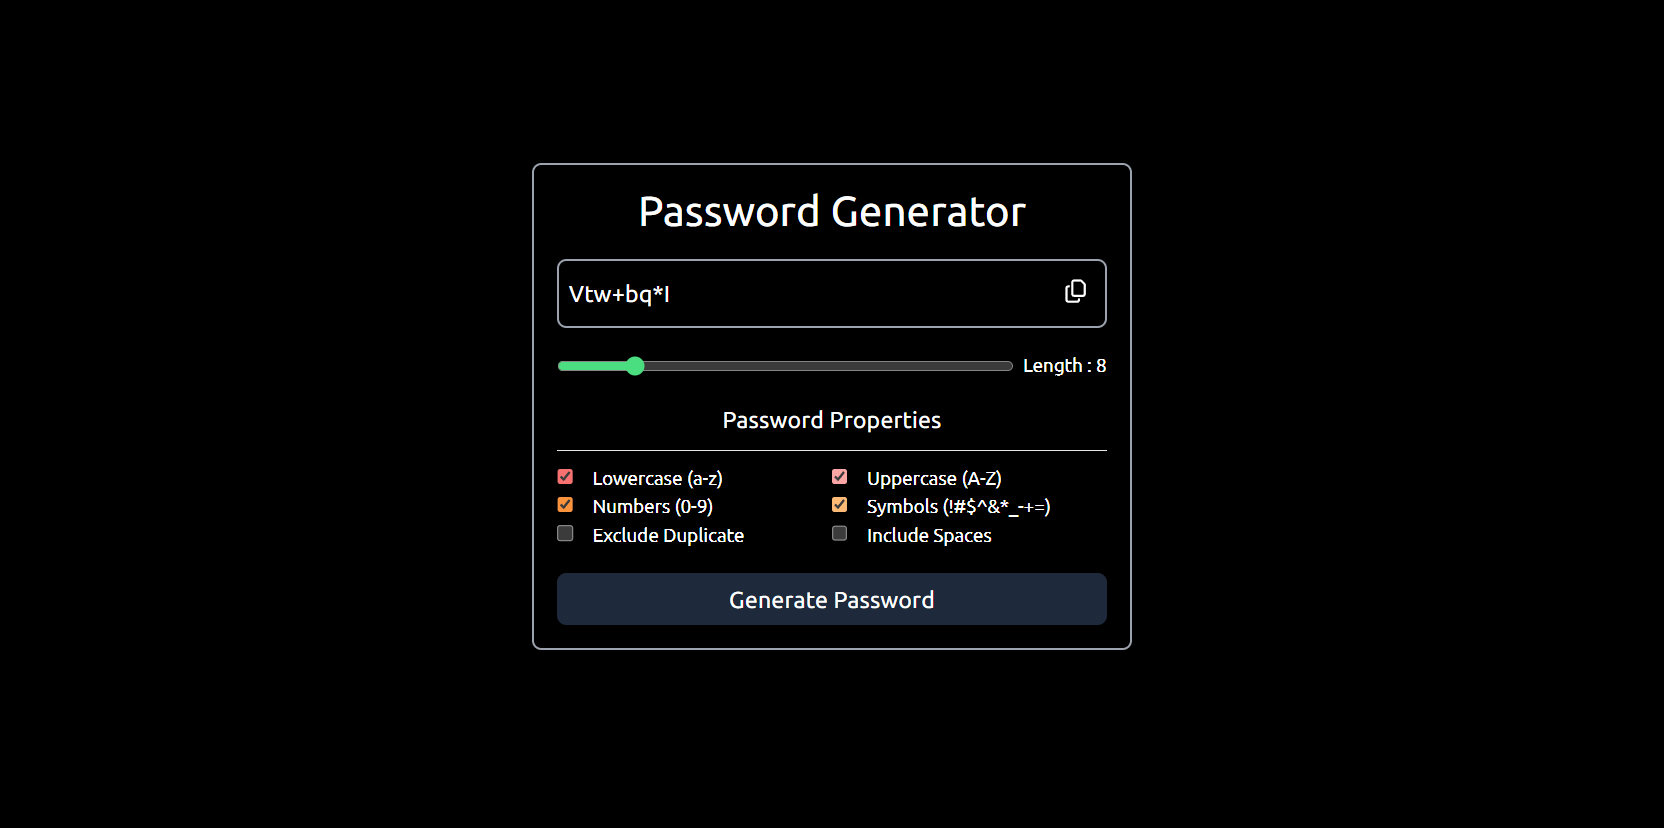 Password Generator
Vtw+bq*I
Length : 8
Password Properties
Lowercase (a-z)
Uppercase (A-Z)
Numbers (0-9)
Symbols (!#$^&*_-+=)
Exclude Duplicate
Include Spaces
Generate Password